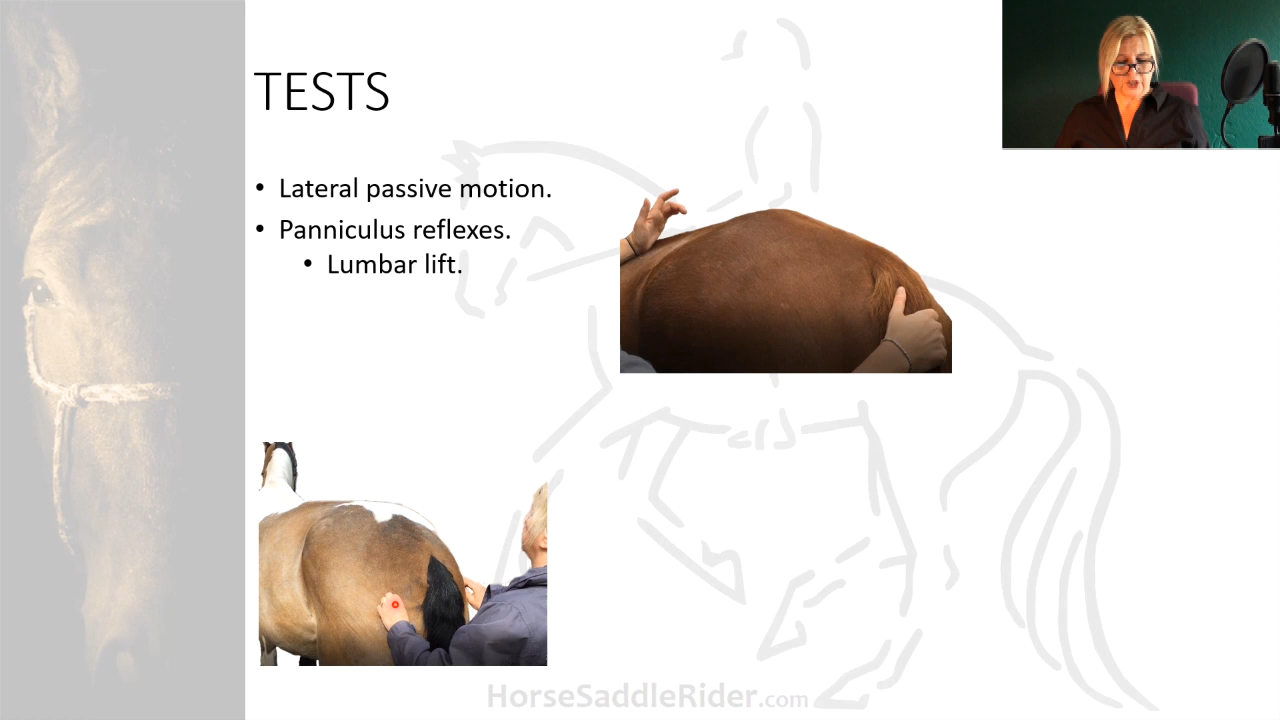 TESTS
• Lateral passive motion.
• Panniculus reflexes.
• Lumbar lift.
HorseSaddleRider.com